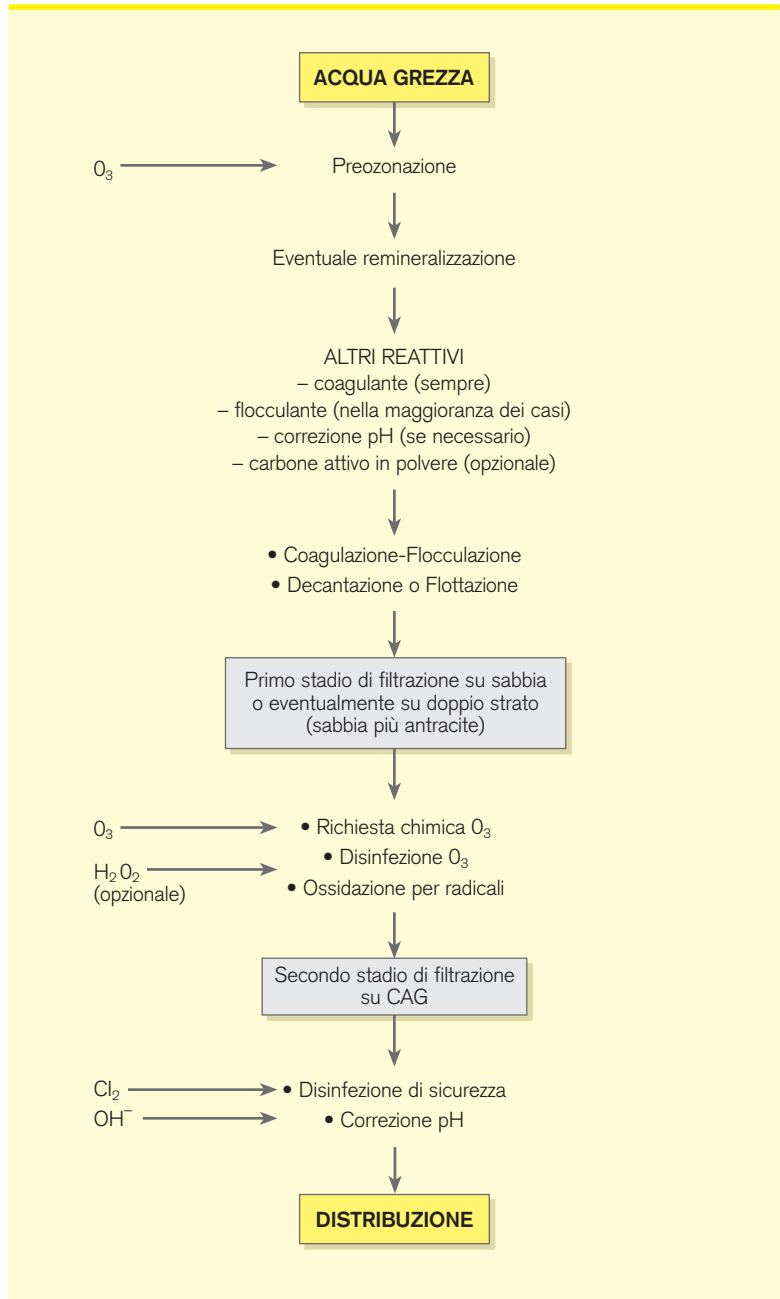 ACQUA GREZZA
O₃
Preozonazione
Eventuale remineralizzazione
ALTRI REATTIVI
– coagulante (sempre)
– flocculante (nella maggioranza dei casi)
– correzione pH (se necessario)
– carbone attivo in polvere (opzionale)
• Coagulazione-Flocculazione
• Decantazione o Flottazione
Primo stadio di filtrazione su sabbia
o eventualmente su doppio strato
(sabbia più antracite)
O₃
• Richiesta chimica O₃
• Disinfezione O₃
H₂O₂
(opzionale)
• Ossidazione per radicali
Secondo stadio di filtrazione
su CAG
Cl₂
• Disinfezione di sicurezza
OH⁻
• Correzione pH
DISTRIBUZIONE